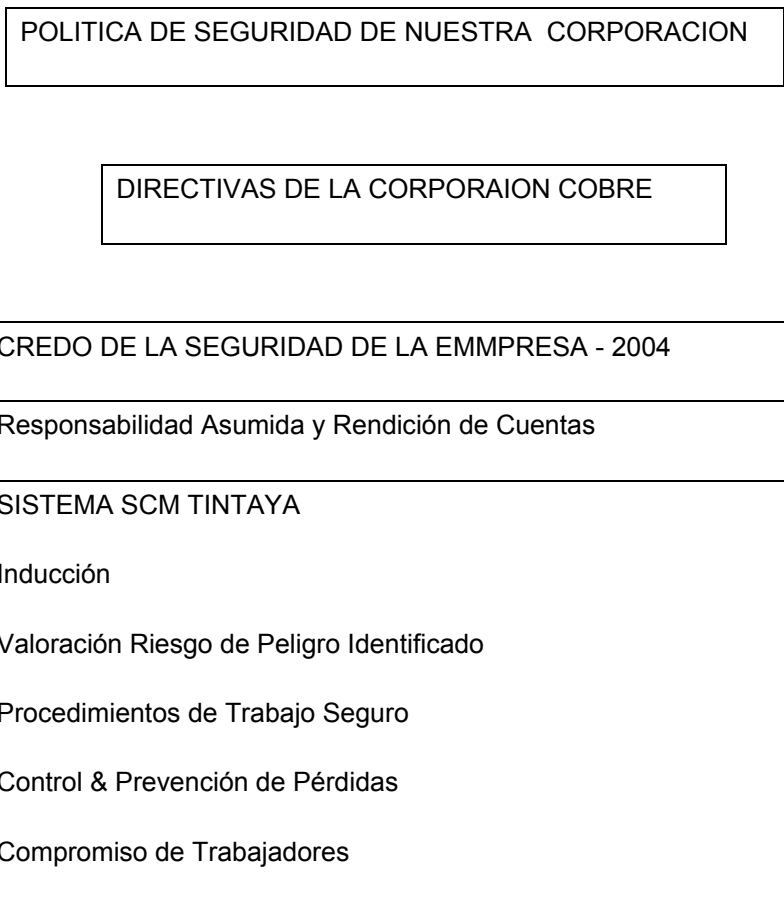 POLITICA DE SEGURIDAD DE NUESTRA CORPORACION
DIRECTIVAS DE LA CORPORAION COBRE
CREDO DE LA SEGURIDAD DE LA EMMPRESA - 2004
Responsabilidad Asumida y Rendición de Cuentas
SISTEMA SCM TINTAYA
Inducción
Valoración Riesgo de Peligro Identificado
Procedimientos de Trabajo Seguro
Control & Prevención de Pérdidas
Compromiso de Trabajadores